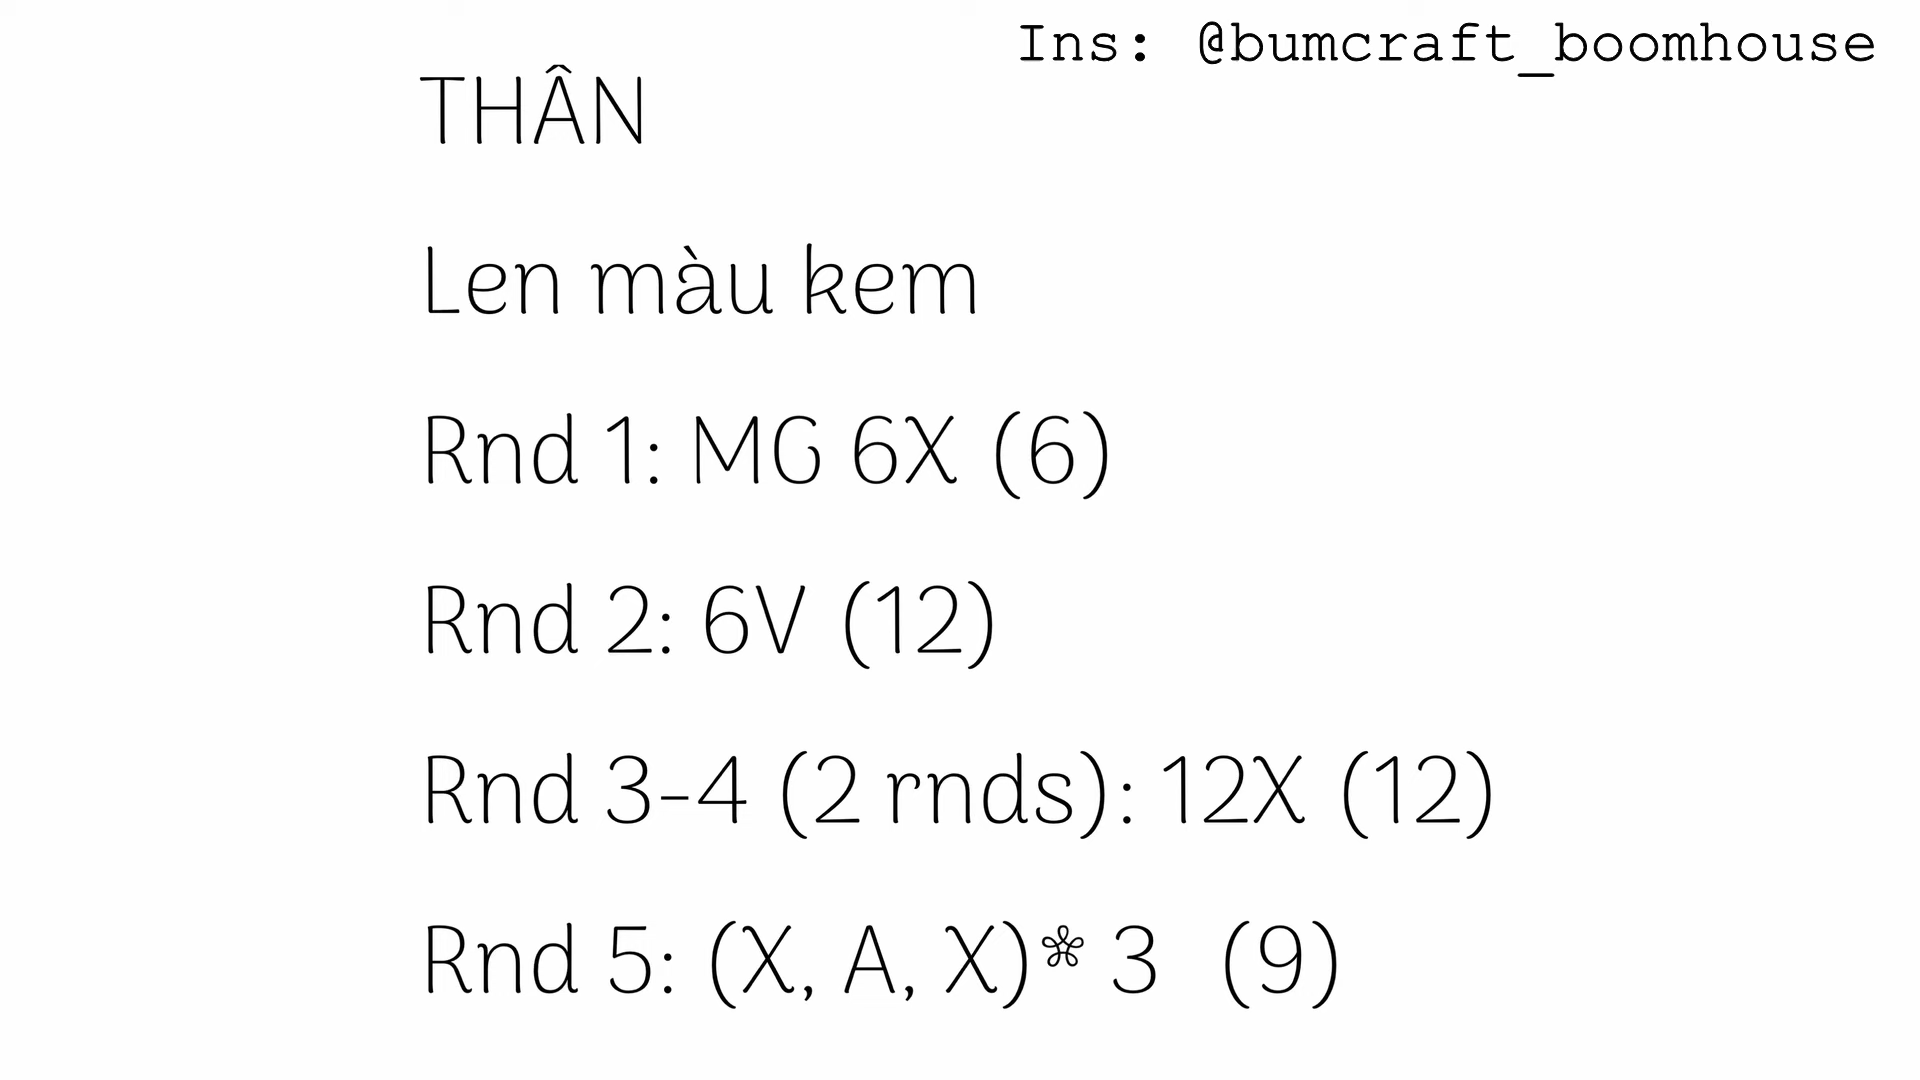 Ins: @bumcraft_boomhouse
THÂN
Len màu kem
Rnd 1: MG 6X (6)
Rnd 2: 6V (12)
Rnd 3-4 (2 rnds): 12X (12)
Rnd 5: (X, A, X)* 3 (9)